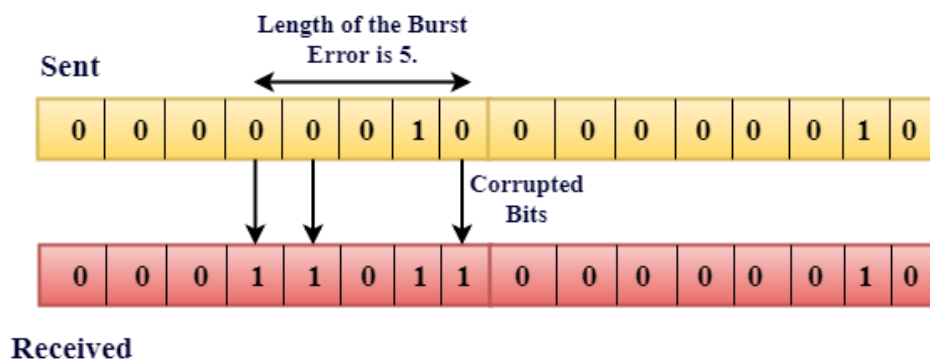 Length of the Burst
Error is 5.
Sent
0 0 0 0 0 0 1 0 0 0 0 0 0 0 1 0
Corrupted
Bits
0 0 0 1 1 0 1 1 0 0 0 0 0 0 1 0
Received